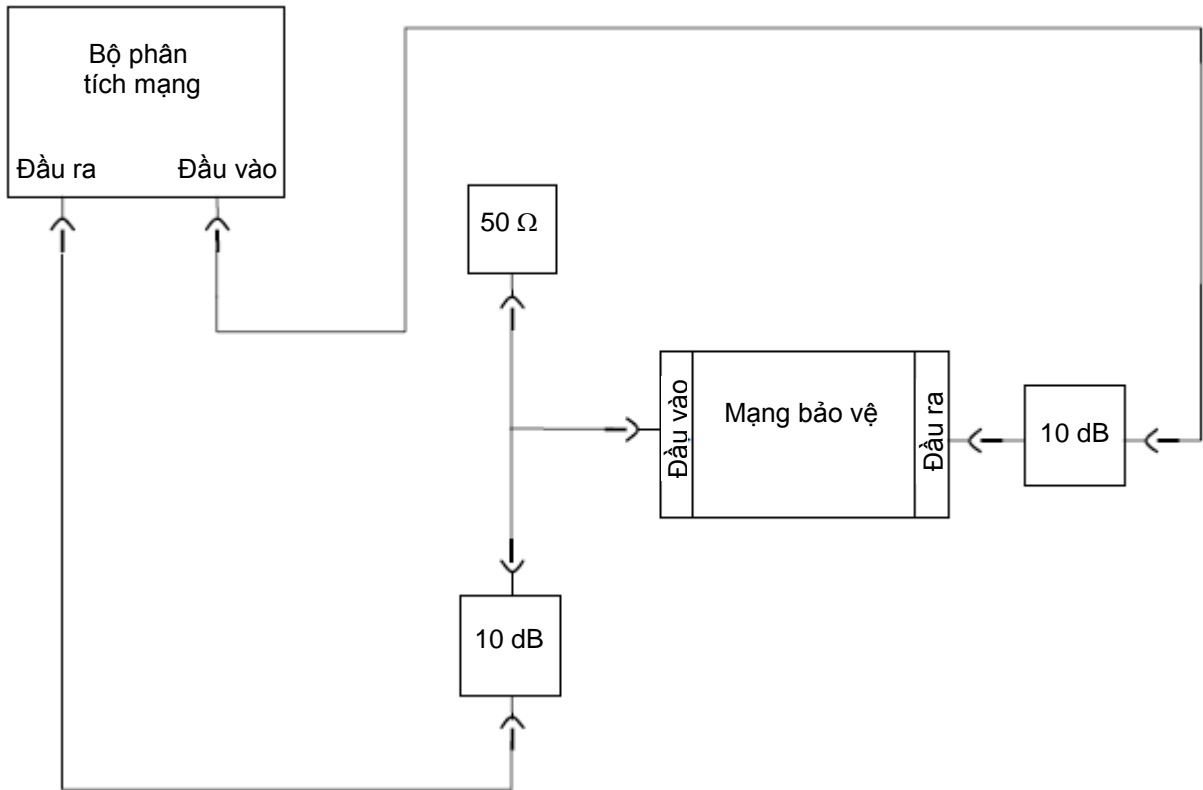 Bộ phân
tích mạng
Đầu ra
Đầu vào
50 Ω
Đầu vào
Mạng bảo vệ
Đầu ra
10 dB
10 dB